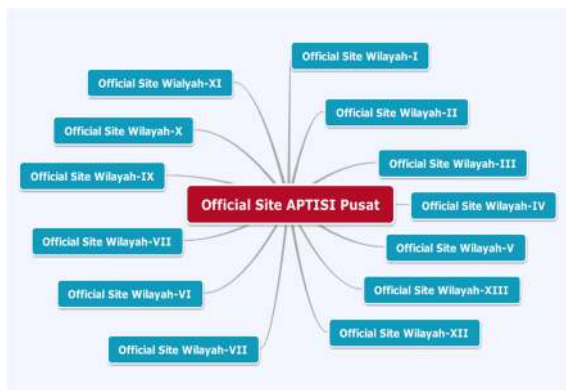 Official Site Wilayah-I
Official Site Wialyah-XI
Official Site Wilayah-II
Official Site Wilayah-X
Official Site Wilayah-III
Official Site Wilayah-IX
Official Site APTISI Pusat
Official Site Wilayah-IV
Official Site Wilayah-VII
Official Site Wilayah-V
Official Site Wilayah-VI
Official Site Wilayah-XIII
Official Site Wilayah-XII
Official Site Wilayah-VII